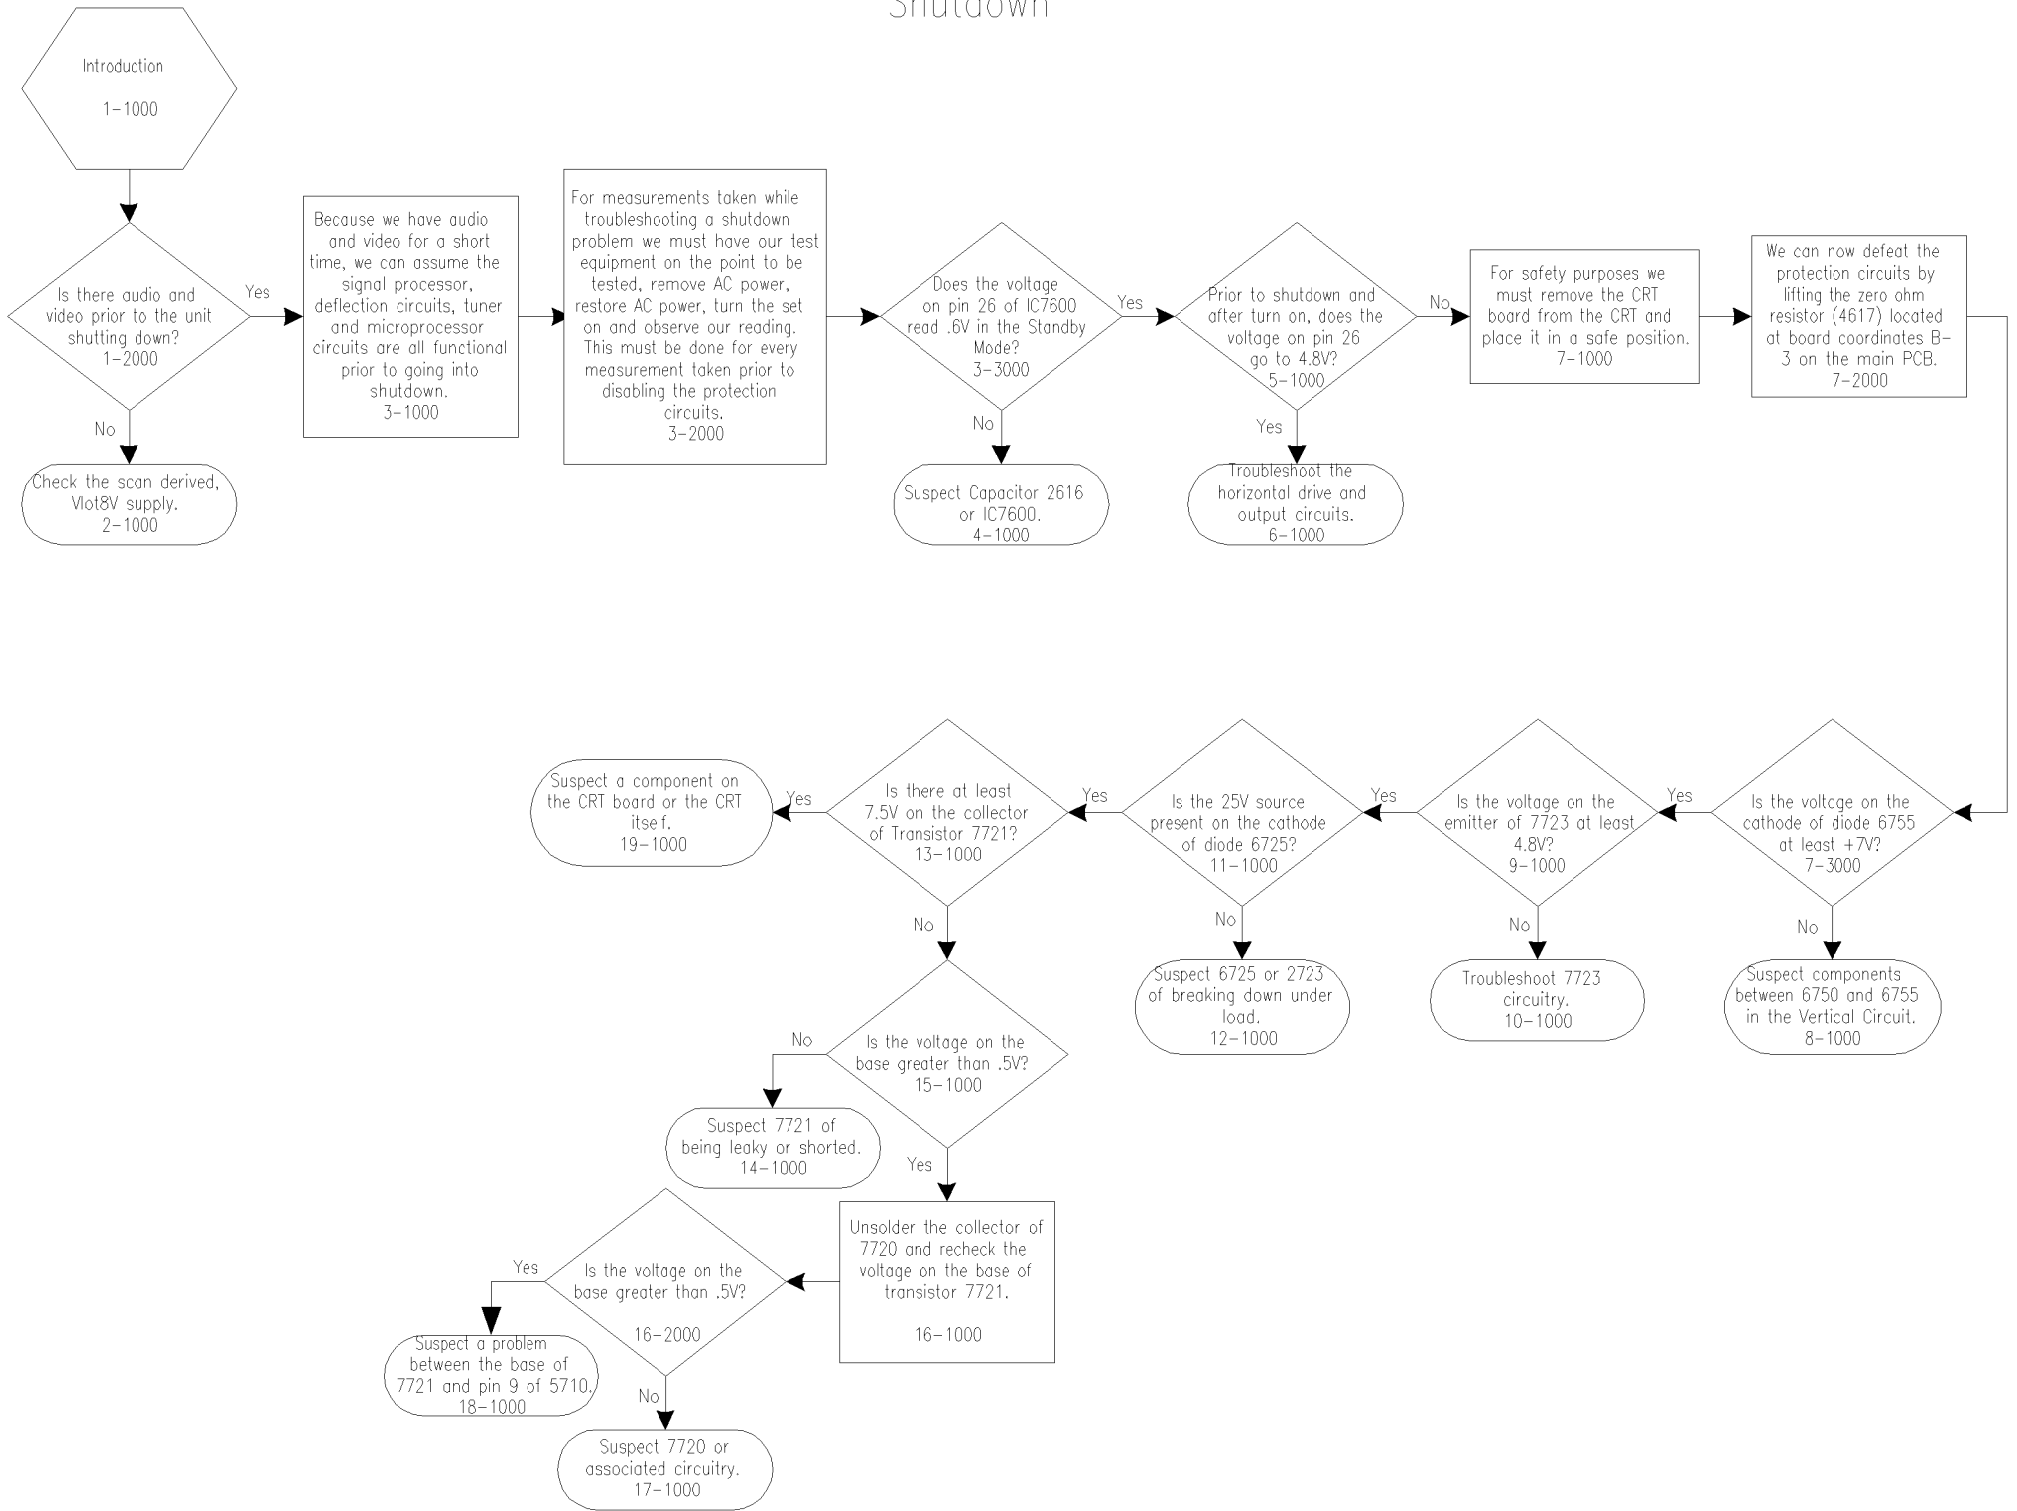 Shutdown
Introduction
1-1000
Is there audio and
video prior to the unit
shutting down?
1-2000
Yes
No
Check the scan derived,
Vlot8V supply.
2-1000
Because we have audio
and video for a short
time, we can assume the
signal processor,
deflection circuits, tuner
and microprocessor
circuits are all functional
prior to going into
shutdown.
3-1000
For measurements taken while
troubleshooting a shutdown
problem we must have our test
equipment on the point to be
tested, remove AC power,
restore AC power, turn the set
on and observe our reading.
This must be done for every
measurement taken prior to
disabling the protection
circuits.
3-2000
Does the voltage
on pin 26 of IC7600
read .6V in the Standby
Mode?
3-3000
Yes
No
Suspect Capacitor 2616
or IC7600.
4-1000
Prior to shutdown and
after turn on, does the
voltage on pin 26
go to 4.8V?
5-1000
No
Yes
Troubleshoot the
horizontal drive and
output circuits.
6-1000
For safety purposes we
must remove the CRT
board from the CRT and
place it in a safe position.
7-1000
We can now defeat the
protection circuits by
lifting the zero ohm
resistor (4617) located
at board coordinates B-
3 on the main PCB.
7-2000
Is the voltage on the
cathode of diode 6755
at least +7V?
7-3000
Yes
No
Suspect components
between 6750 and 6755
in the Vertical Circuit.
8-1000
Is the voltage on the
emitter of 7723 at least
4.8V?
9-1000
Yes
No
Troubleshoot 7723
circuitry.
10-1000
Is the 25V source
present on the cathode
of diode 6725?
11-1000
Yes
No
Suspect 6725 or 2723
of breaking down under
load.
12-1000
Is there at least
7.5V on the collector
of Transistor 7721?
13-1000
Yes
No
Suspect a component on
the CRT board or the CRT
itsef.
19-1000
Is the voltage on the
base greater than .5V?
15-1000
No
Yes
Suspect 7721 of
being leaky or shorted.
14-1000
Unsolder the collector of
7720 and recheck the
voltage on the base of
transistor 7721.
16-1000
Is the voltage on the
base greater than .5V?
16-2000
Yes
No
Suspect a problem
between the base of
7721 and pin 9 of 5710.
18-1000
Suspect 7720 or
associated circuitry.
17-1000